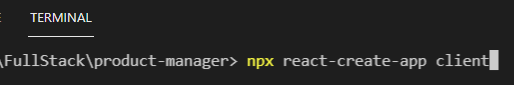 TERMINAL
\FullStack\product-manager> npx react-create-app client